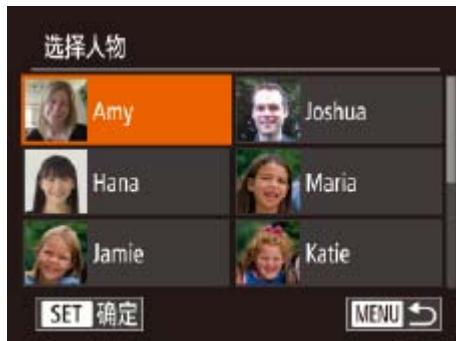 选择人物
Amy Joshua
Hana Maria
Jamie Katie
SET 确定 MENU